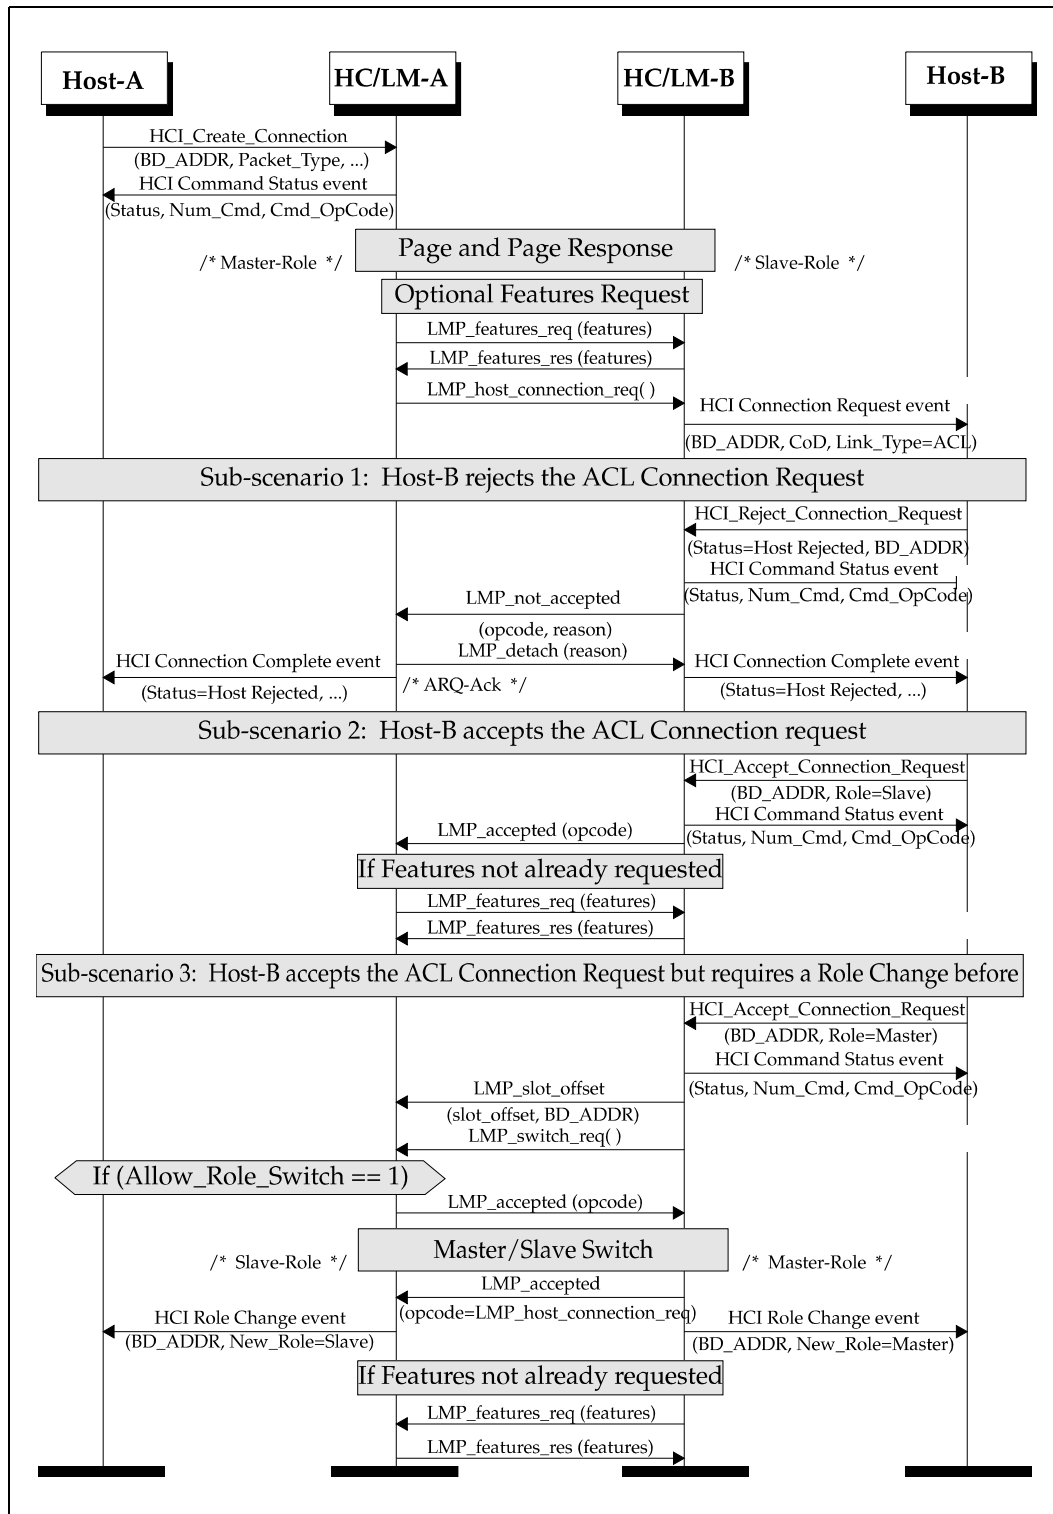 Host-A
HC/LM-A
HC/LM-B
Host-B
HCI_Create_Connection
(BD_ADDR, Packet_Type, ...)
HCI Command Status event
(Status, Num_Cmd, Cmd_OpCode)
Page and Page Response
/* Master-Role */
/* Slave-Role */
Optional Features Request
LMP_features_req (features)
LMP_features_res (features)
LMP_host_connection_req( )
HCI Connection Request event
(BD_ADDR, CoD, Link_Type=ACL)
Sub-scenario 1: Host-B rejects the ACL Connection Request
HCI_Reject_Connection_Request
(Status=Host Rejected, BD_ADDR)
HCI Command Status event
(Status, Num_Cmd, Cmd_OpCode)
LMP_not_accepted
(opcode, reason)
LMP_detach (reason)
HCI Connection Complete event
HCI Connection Complete event
(Status=Host Rejected, ...)
/* ARQ-Ack */
(Status=Host Rejected, ...)
Sub-scenario 2: Host-B accepts the ACL Connection request
HCI_Accept_Connection_Request
(BD_ADDR, Role=Slave)
HCI Command Status event
LMP_accepted (opcode)
(Status, Num_Cmd, Cmd_OpCode)
If Features not already requested
LMP_features_req (features)
LMP_features_res (features)
Sub-scenario 3: Host-B accepts the ACL Connection Request but requires a Role Change before
HCI_Accept_Connection_Request
(BD_ADDR, Role=Master)
HCI Command Status event
(Status, Num_Cmd, Cmd_OpCode)
LMP_slot_offset
(slot_offset, BD_ADDR)
LMP_switch_req( )
If (Allow_Role_Switch == 1)
LMP_accepted (opcode)
Master/Slave Switch
/* Slave-Role */
/* Master-Role */
LMP_accepted
(opcode=LMP_host_connection_req)
HCI Role Change event
(BD_ADDR, New_Role=Slave)
HCI Role Change event
(BD_ADDR, New_Role=Master)
If Features not already requested
LMP_features_req (features)
LMP_features_res (features)